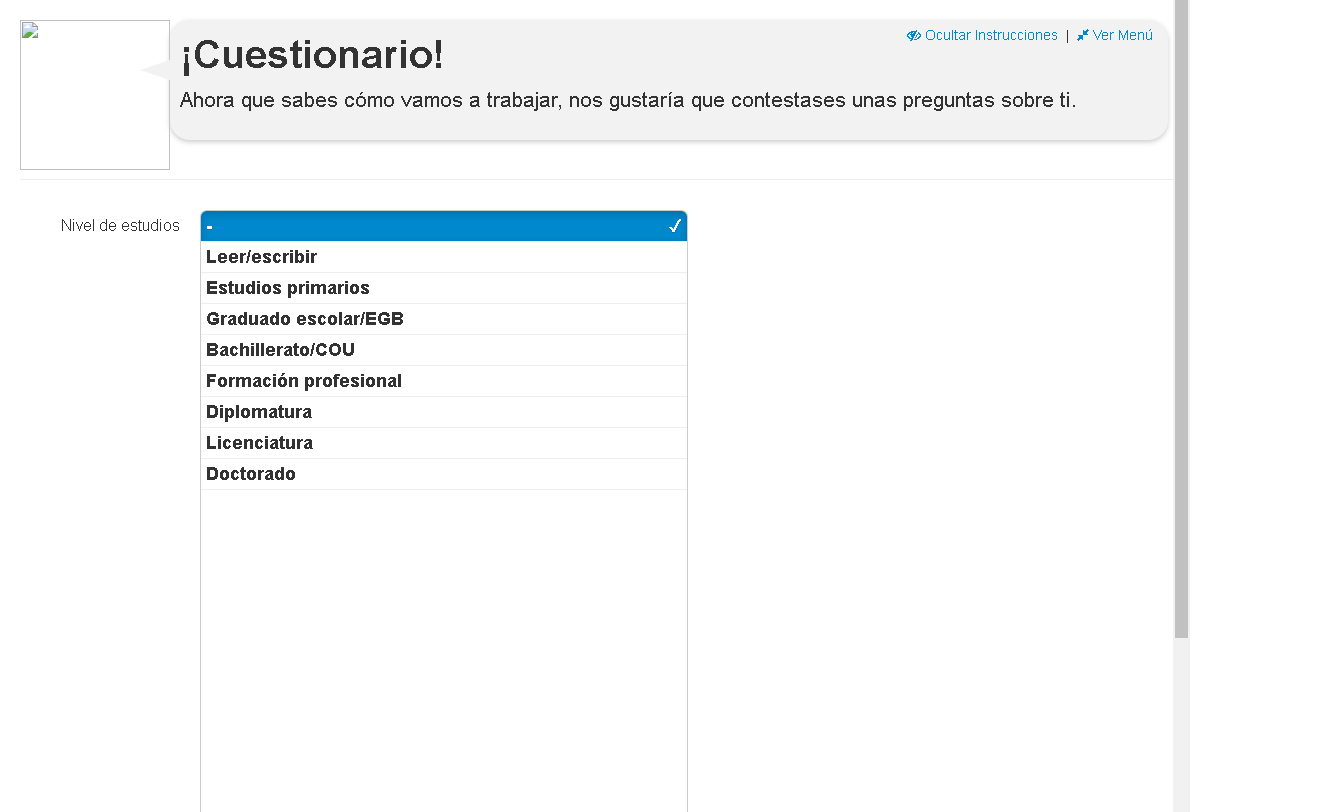 Ocultar Instrucciones | Ver Menú
¡Cuestionario!
Ahora que sabes cómo vamos a trabajar, nos gustaría que contestases unas preguntas sobre ti.
Nivel de estudios
-
Leer/escribir
Estudios primarios
Graduado escolar/EGB
Bachillerato/COU
Formación profesional
Diplomatura
Licenciatura
Doctorado